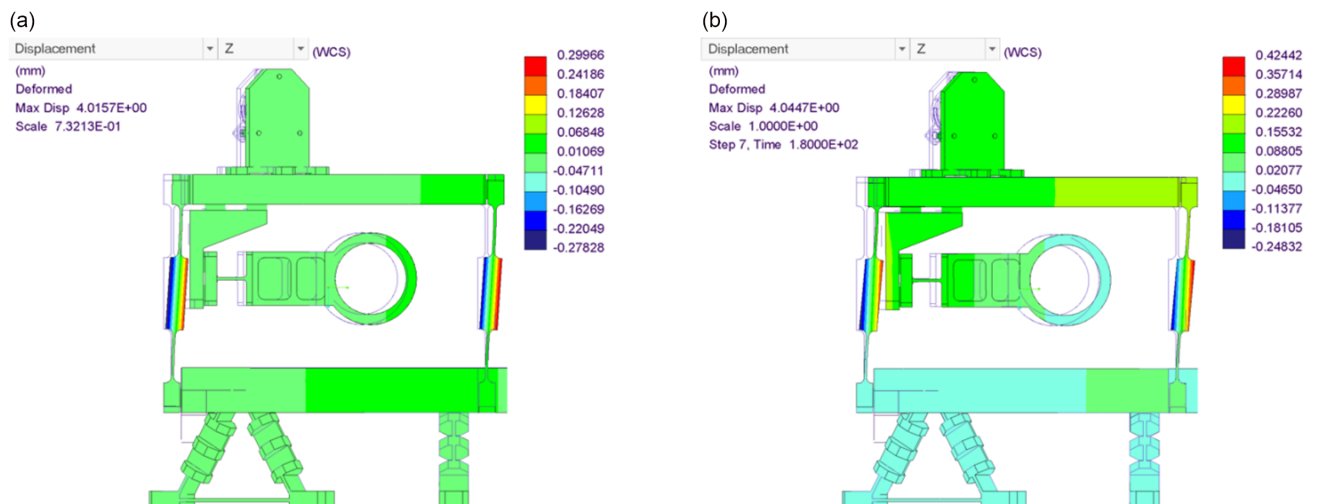 (a)
Displacement Z (WCS)
(mm)
Deformed
Max Disp 4.0157E+00
Scale 7.3213E-01
0.29966
0.24186
0.18407
0.12628
0.06848
0.01069
-0.04711
-0.10490
-0.16269
-0.22049
-0.27828
(b)
Displacement Z (WCS)
(mm)
Deformed
Max Disp 4.0447E+00
Scale 1.0000E+00
Step 7, Time 1.8000E+02
0.42442
0.35714
0.28987
0.22260
0.15532
0.08805
0.02077
-0.04650
-0.11377
-0.18105
-0.24832